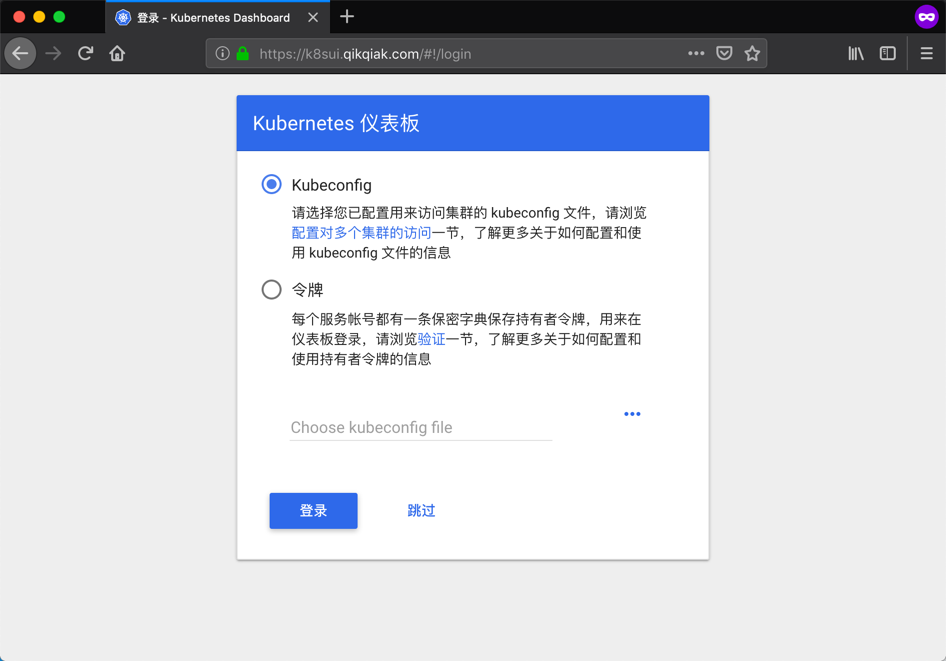 登录 - Kubernetes Dashboard
https://k8sui.qikqiak.com/#!/login
Kubernetes 仪表板
Kubeconfig
请选择您已配置用来访问集群的 kubeconfig 文件，请浏览
配置对多个集群的访问一节，了解更多关于如何配置和使
用 kubeconfig 文件的信息
令牌
每个服务帐号都有一条保密字典保存持有者令牌，用来在
仪表板登录，请浏览验证一节，了解更多关于如何配置和
使用持有者令牌的信息
Choose kubeconfig file
登录
跳过